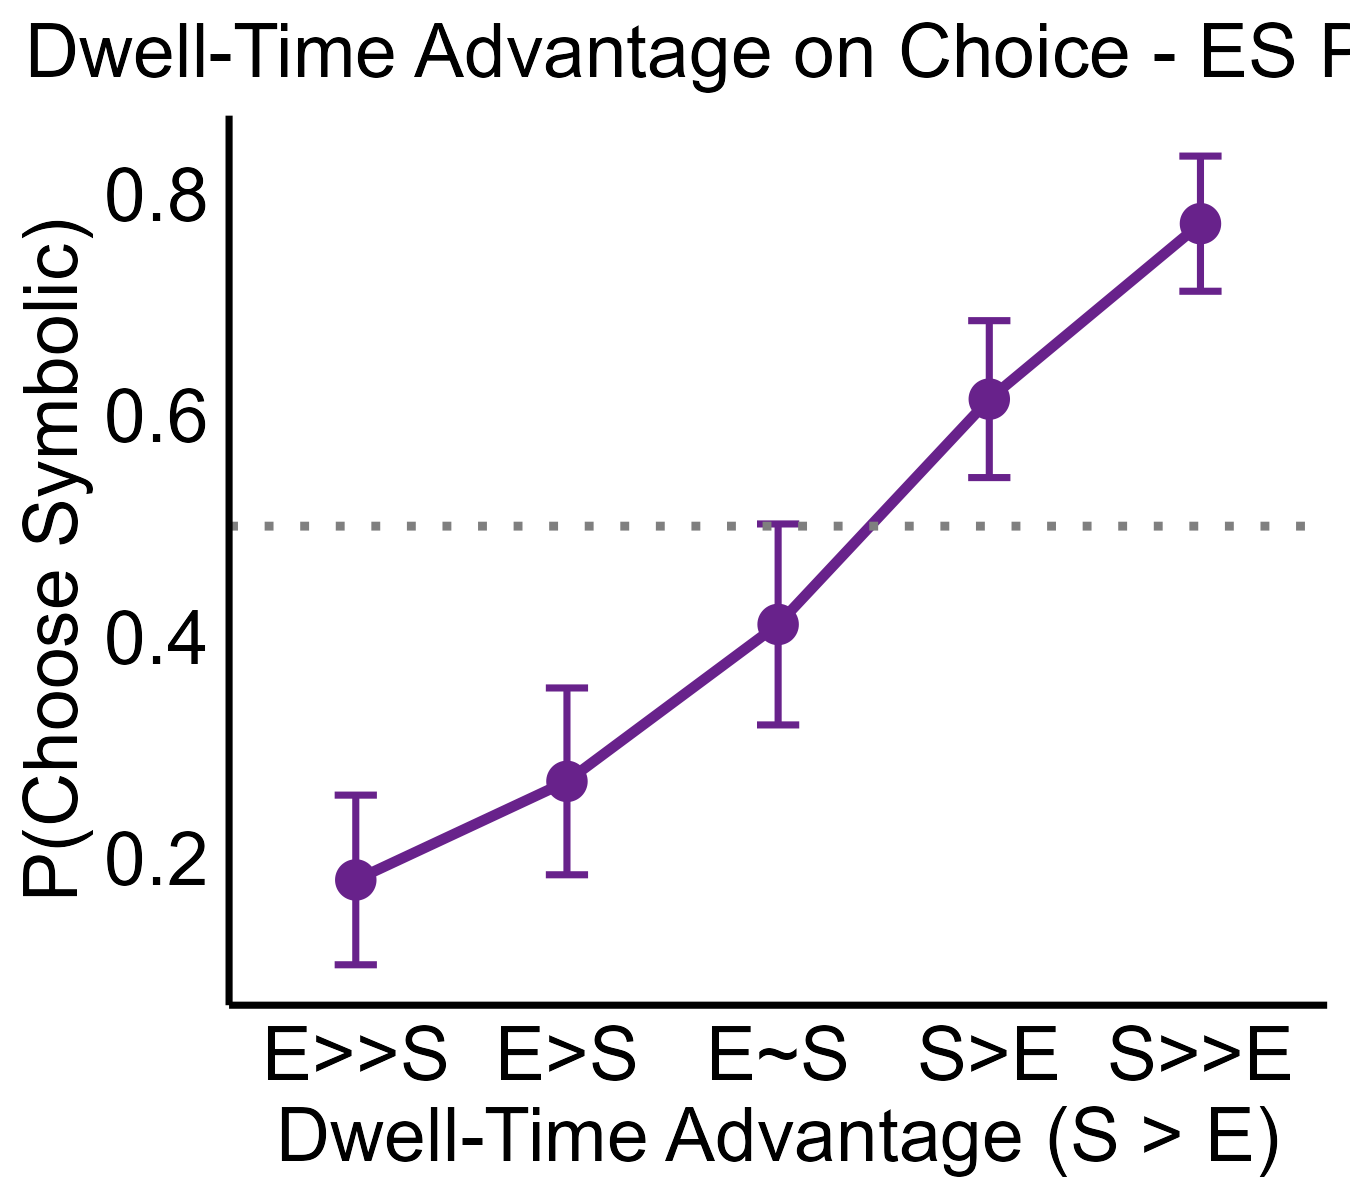 Dwell-Time Advantage on Choice - ES
P(Choose Symbolic)
0.8
0.6
0.4
0.2
E>>S E>S E~S S>E S>>E
Dwell-Time Advantage (S > E)